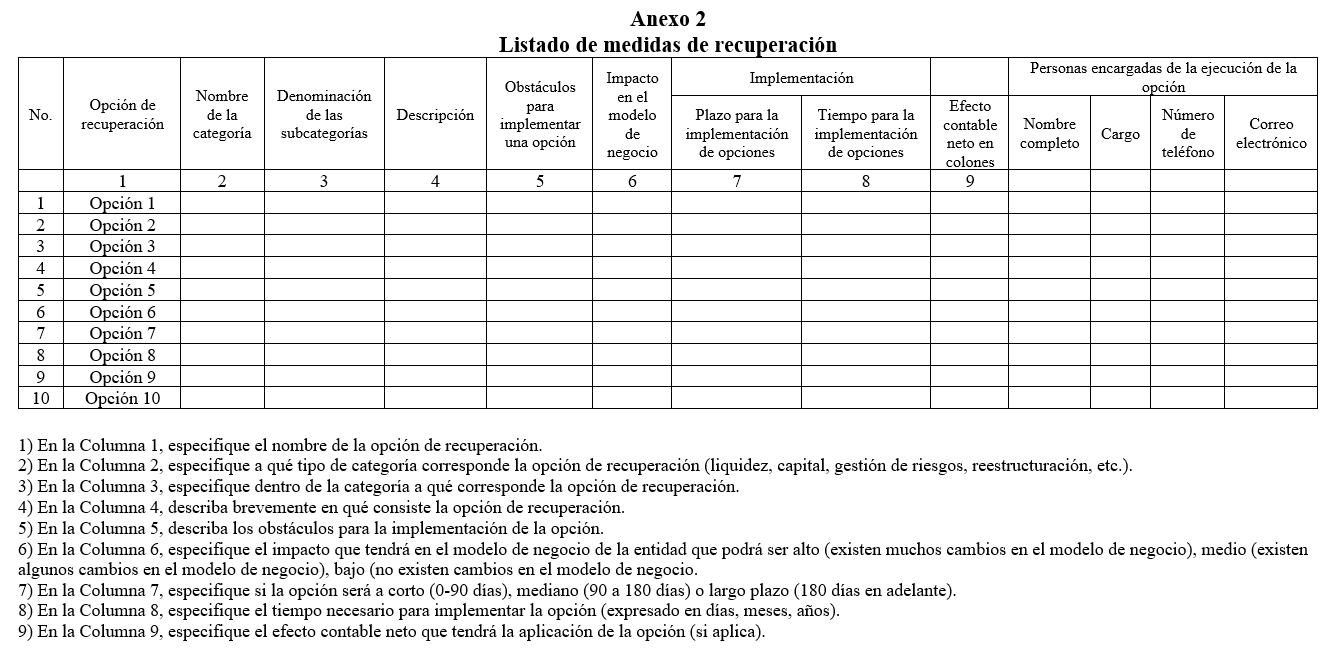 Anexo 2
Listado de medidas de recuperación
No.
Opción de
recuperación
Nombre
de la
categoría
Denominación
de las
subcategorías
Descripción
Obstáculos
para
implementar
una opción
Impacto
en el
modelo
de
negocio
Implementación
Plazo para la
implementación
de opciones
Tiempo para la
implementación
de opciones
Efecto
contable
neto en
colones
Personas encargadas de la ejecución de la
opción
Nombre
completo
Cargo
Número
de
teléfono
Correo
electrónico
1 2 3 4 5 6 7 8 9
1 Opción 1
2 Opción 2
3 Opción 3
4 Opción 4
5 Opción 5
6 Opción 6
7 Opción 7
8 Opción 8
9 Opción 9
10 Opción 10
1) En la Columna 1, especifique el nombre de la opción de recuperación.
2) En la Columna 2, especifique a qué tipo de categoría corresponde la opción de recuperación (liquidez, capital, gestión de riesgos, reestructuración, etc.).
3) En la Columna 3, especifique dentro de la categoría a qué corresponde la opción de recuperación.
4) En la Columna 4, describa brevemente en qué consiste la opción de recuperación.
5) En la Columna 5, describa los obstáculos para la implementación de la opción.
6) En la Columna 6, especifique el impacto que tendrá en el modelo de negocio de la entidad que podrá ser alto (existen muchos cambios en el modelo de negocio), medio (existen
algunos cambios en el modelo de negocio), bajo (no existen cambios en el modelo de negocio.
7) En la Columna 7, especifique si la opción será a corto (0-90 días), mediano (90 a 180 días) o largo plazo (180 días en adelante).
8) En la Columna 8, especifique el tiempo necesario para implementar la opción (expresado en días, meses, años).
9) En la Columna 9, especifique el efecto contable neto que tendrá la aplicación de la opción (si aplica).